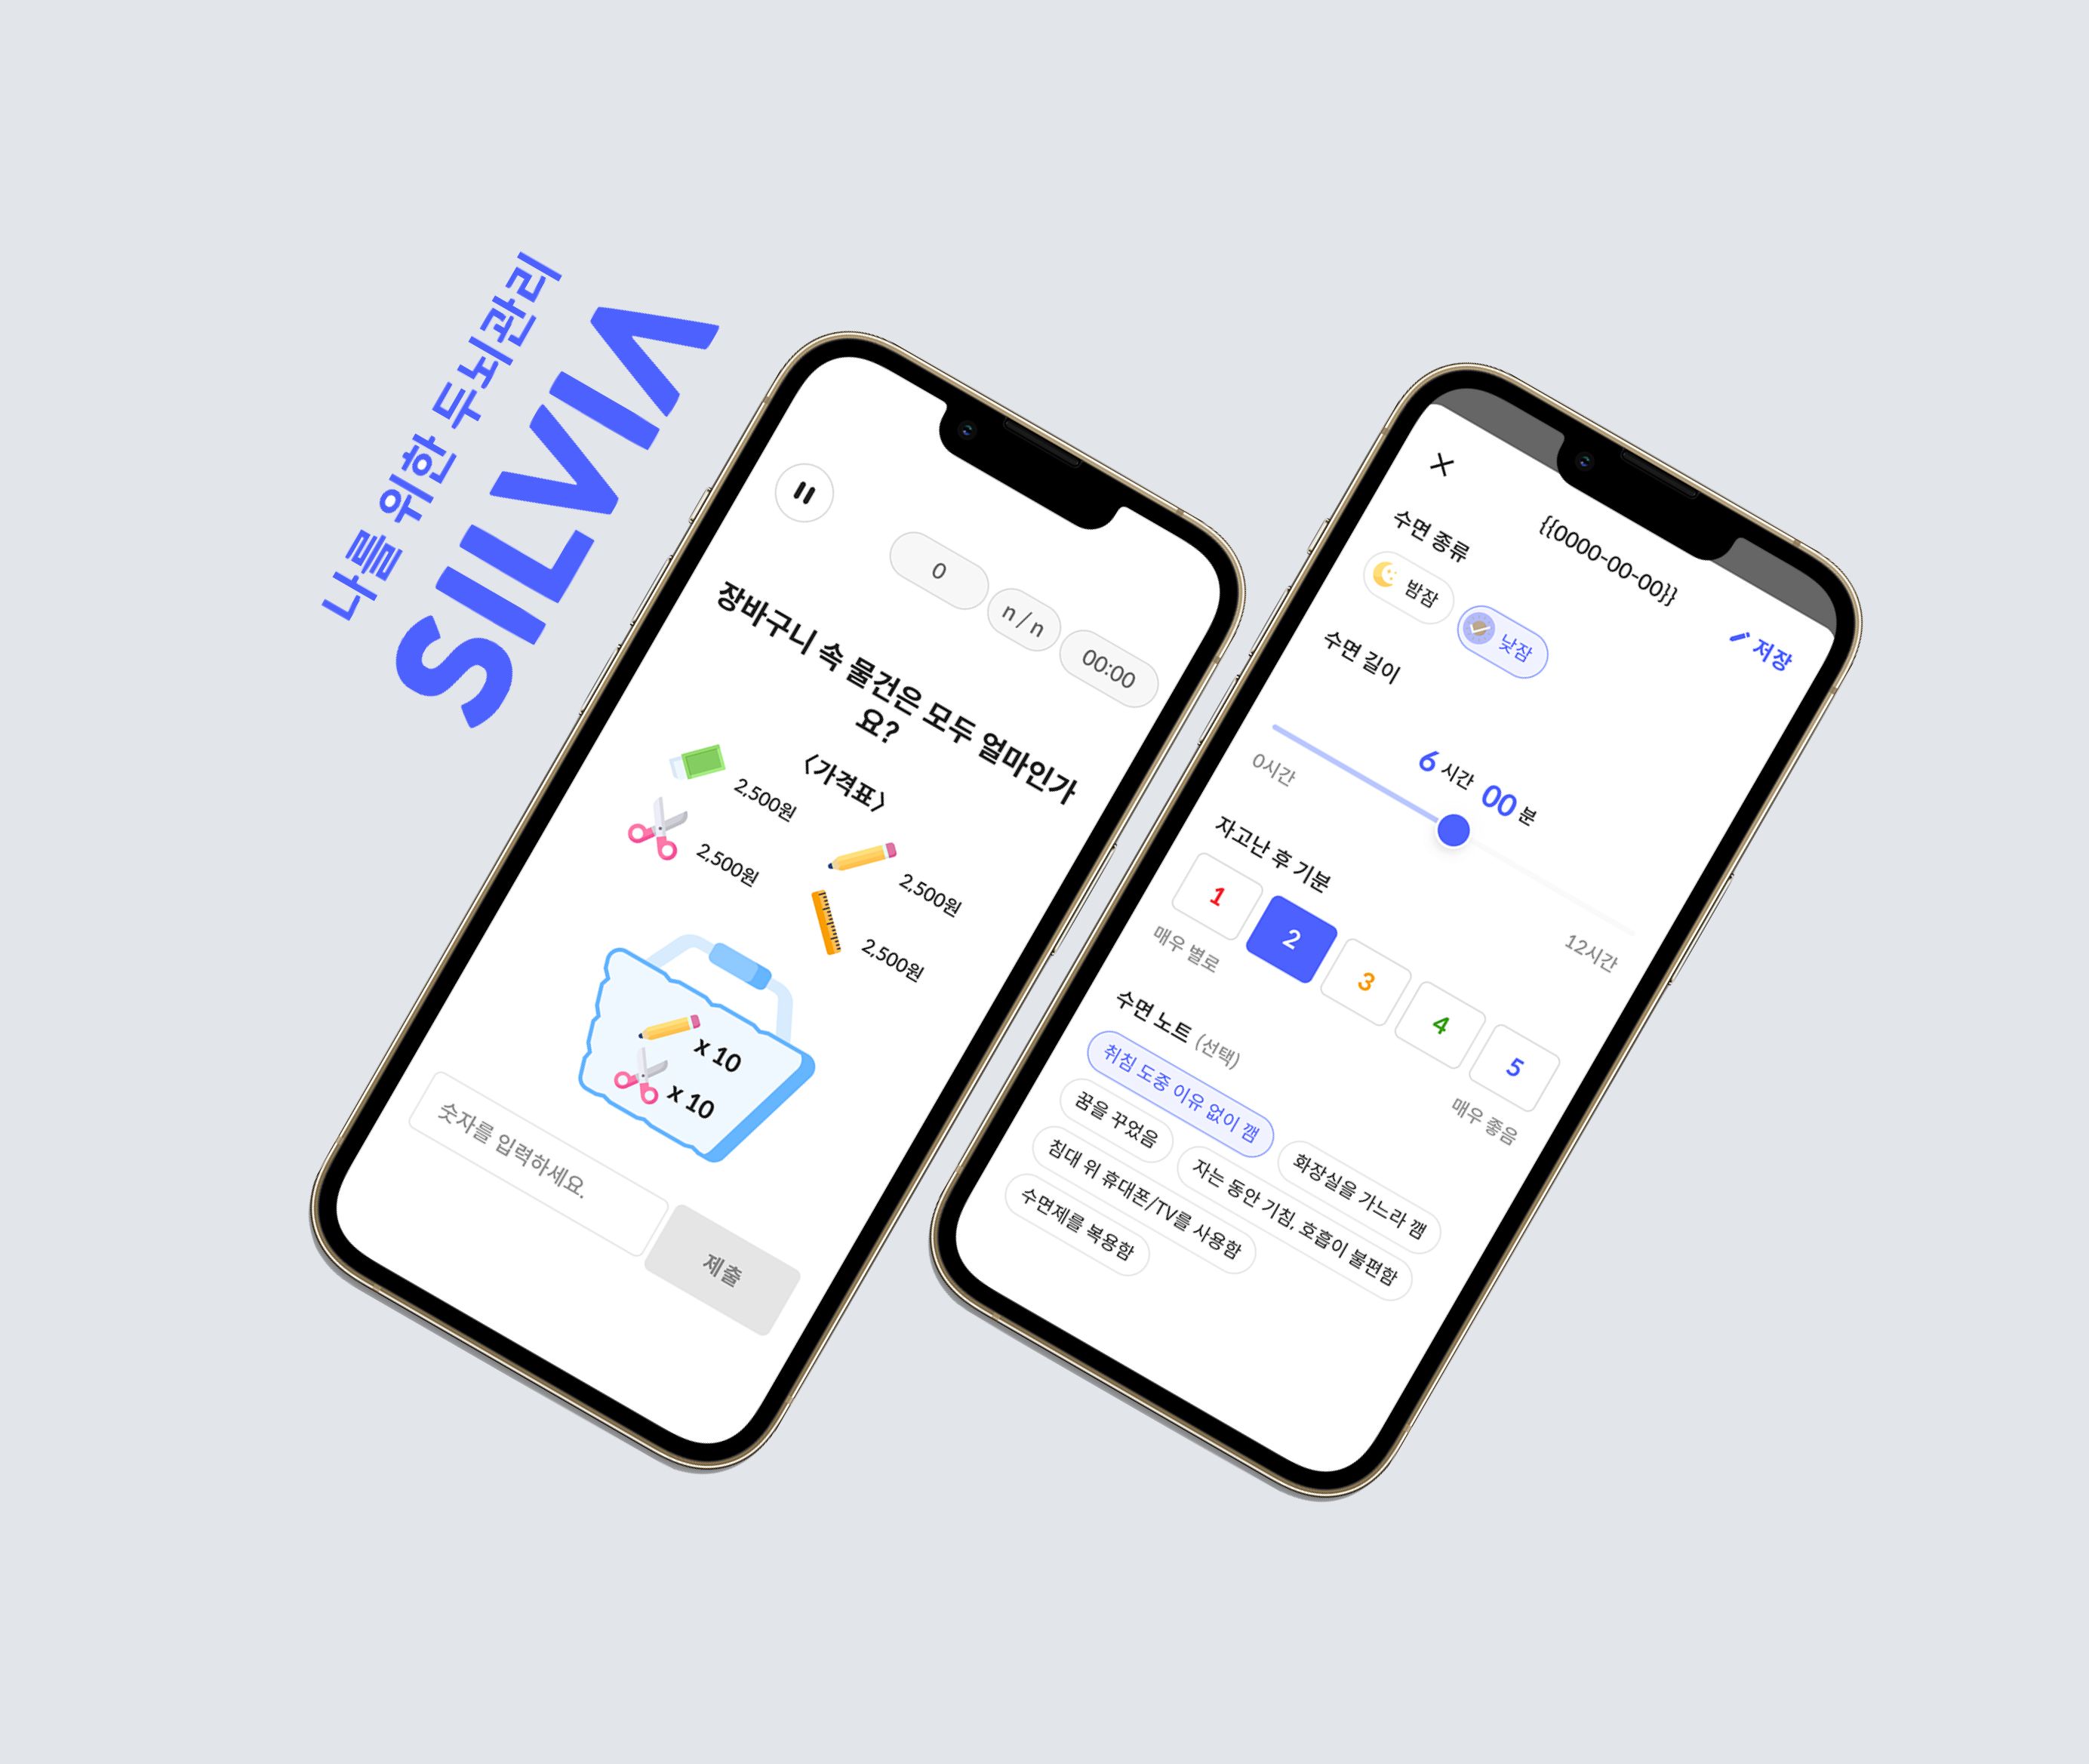 나를 위한 두뇌관리
SILVIA
0
n / n
00:00
장바구니 속 물건은 모두 얼마인가
요?
〈가격표〉
2,500원
2,500원
2,500원
2,500원
x 10
x 10
숫자를 입력하세요.
제출
{{0000-00-00}}
저장
수면 종류
밤잠
낮잠
수면 길이
6 시간 00 분
0시간
12시간
자고난 후 기분
1
2
3
4
5
매우 별로
매우 좋음
수면 노트 (선택)
취침 도중 이유 없이 깸
화장실을 가느라 깸
꿈을 꾸었음
자는 동안 기침, 호흡이 불편함
침대 위 휴대폰/TV를 사용함
수면제를 복용함